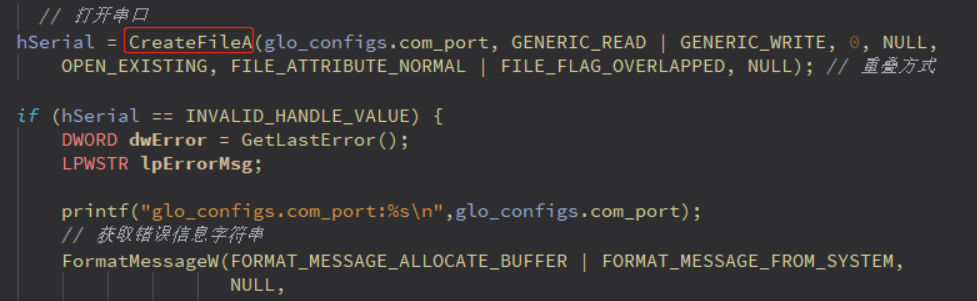 // 打开串口
hSerial = CreateFileA(glo_configs.com_port, GENERIC_READ | GENERIC_WRITE, 0, NULL,
OPEN_EXISTING, FILE_ATTRIBUTE_NORMAL | FILE_FLAG_OVERLAPPED, NULL); // 重叠方式
if (hSerial == INVALID_HANDLE_VALUE) {
DWORD dwError = GetLastError();
LPWSTR lpErrorMsg;
printf("glo_configs.com_port:%s\n",glo_configs.com_port);
// 获取错误信息字符串
FormatMessageW(FORMAT_MESSAGE_ALLOCATE_BUFFER | FORMAT_MESSAGE_FROM_SYSTEM,
NULL,